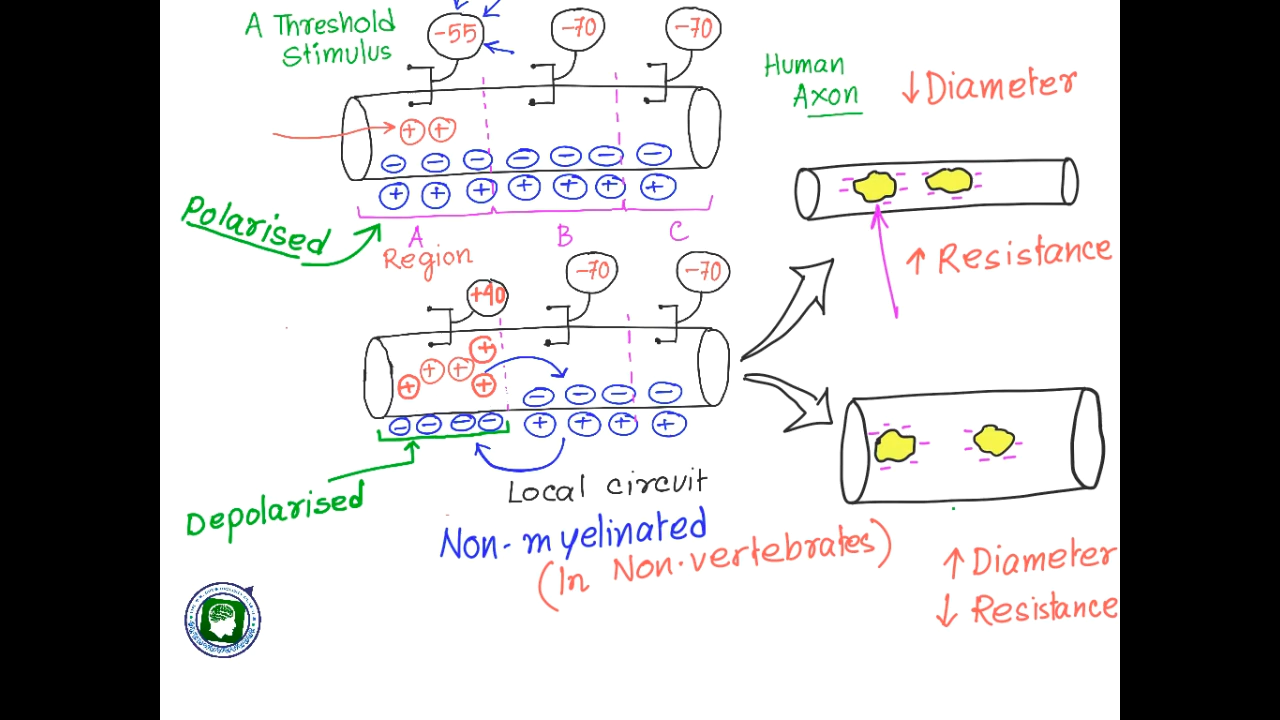 A Threshold
Stimulus
-55
-70
-70
Human
Axon
↓ Diameter
+ +
- - - - - - -
+ + + + + + +
Polarised
A
B
C
Region
↑ Resistance
+40
-70
-70
+ + + + +
- - - -
- - - -
+ + + +
Local circuit
Depolarised
Non-myelinated
(In Non-vertebrates)
↑ Diameter
↓ Resistance